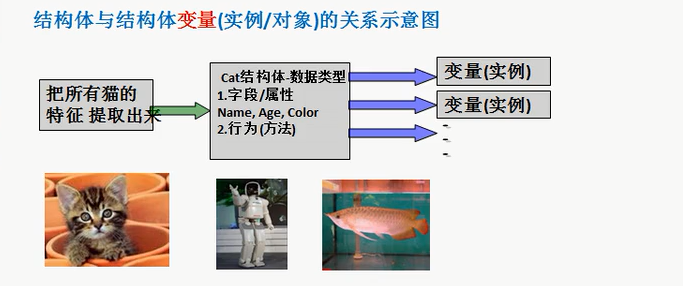 结构体与结构体变量(实例/对象)的关系示意图
把所有猫的
特征 提取出来
Cat结构体-数据类型
1.字段/属性
Name, Age, Color
2.行为(方法)
变量(实例)
变量(实例)